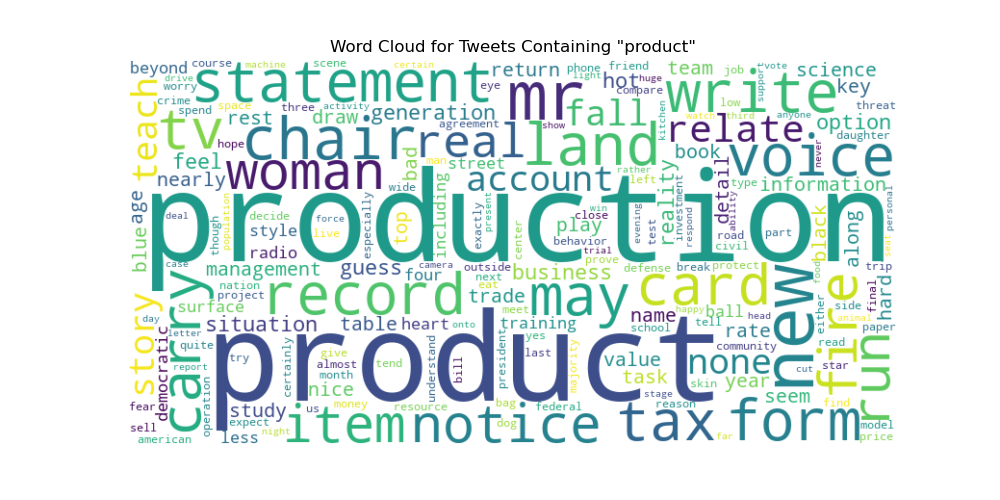 Word Cloud for Tweets Containing "product"
beyond drive course machine scene certain phone friend job vote science
worry statement return light hot team low support key
crime eye mr compare huge write threat
spend space three activity generation fall watch third anyone option
teach tv rest draw agreement show kitchen relate daughter
hope chair real land voice never
feel bad man street rather left book detail type information
nearly woman account reality personal
blue age deal though population decide force live especially top wide including exactly present close win evening test investment respond ability road part black along seat
production
style play behavior trial civil
radio center prove
case management guess camera outside business defense break protect food trip
nation four next eat card new final hard
project record may happy either side animal
surface trade meet name ball head fire
story carry day situation table heart onto training school tell rate community paper
letter democratic quite try certainly almost give tend understand bill president yes last majority value none cut read star run
report product task skin year seem
operation nice month stage
fear study us money resource bag federal reason find model
sell expect item notice dog tax form price
american less night far